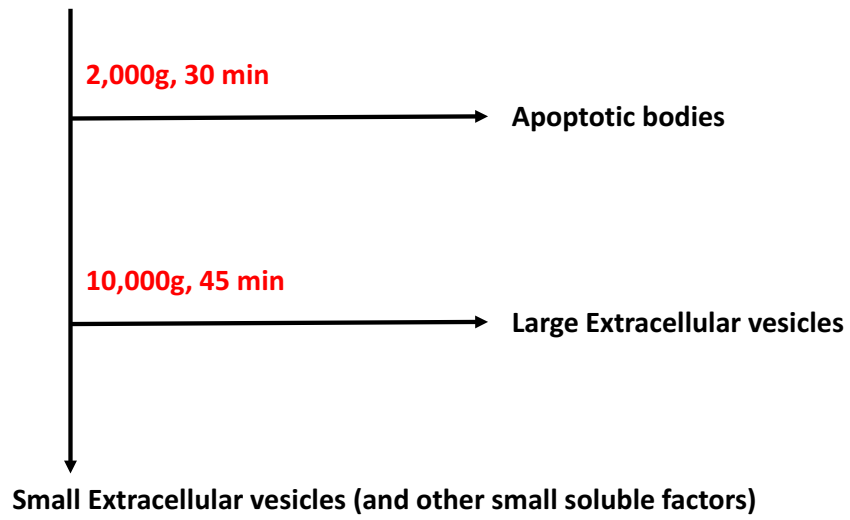 2,000g, 30 min
Apoptotic bodies
10,000g, 45 min
Large Extracellular vesicles
Small Extracellular vesicles (and other small soluble factors)